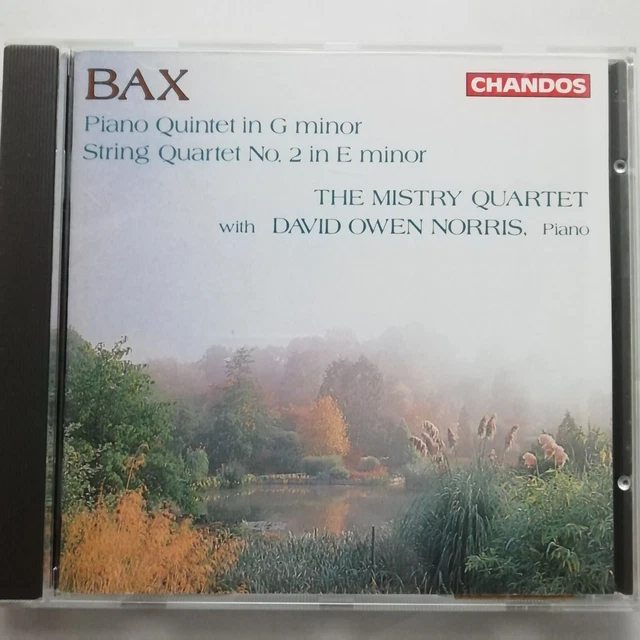 BAX
CHANDOS
Piano Quintet in G minor
String Quartet No. 2 in E minor
THE MISTRY QUARTET
with DAVID OWEN NORRIS, Piano